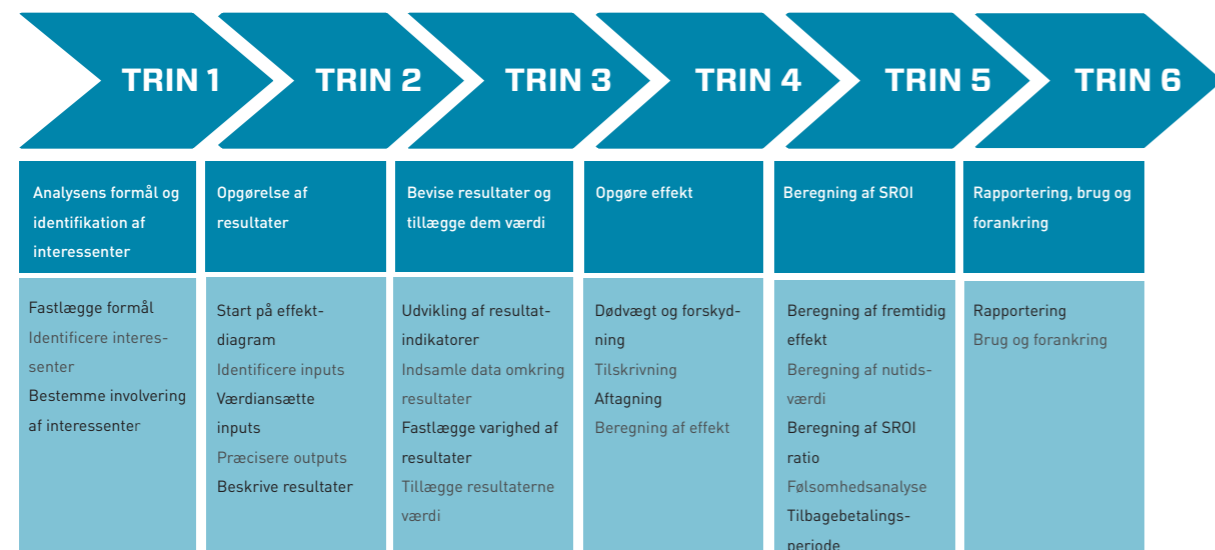 TRIN 1
TRIN 2
TRIN 3
TRIN 4
TRIN 5
TRIN 6
Analysens formål og
identifikation af
interessenter
Opgørelse af
resultater
Bevise resultater og
tillægge dem værdi
Opgøre effekt
Beregning af SROI
Rapportering, brug og
forankring
Fastlægge formål
Identificere interes-
senter
Bestemme involvering
af interessenter
Start på effekt-
diagram
Identificere inputs
Værdiansætte
inputs
Præcisere outputs
Beskrive resultater
Udvikling af resultat-
indikatorer
Indsamle data omkring
resultater
Fastlægge varighed af
resultater
Tillægge resultaterne
værdi
Dødvægt og forskyd-
ning
Tilskrivning
Aftagning
Beregning af effekt
Beregning af fremtidig
effekt
Beregning af nutids-
værdi
Beregning af SROI
ratio
Følsomhedsanalyse
Tilbagebetalings-
periode
Rapportering
Brug og forankring